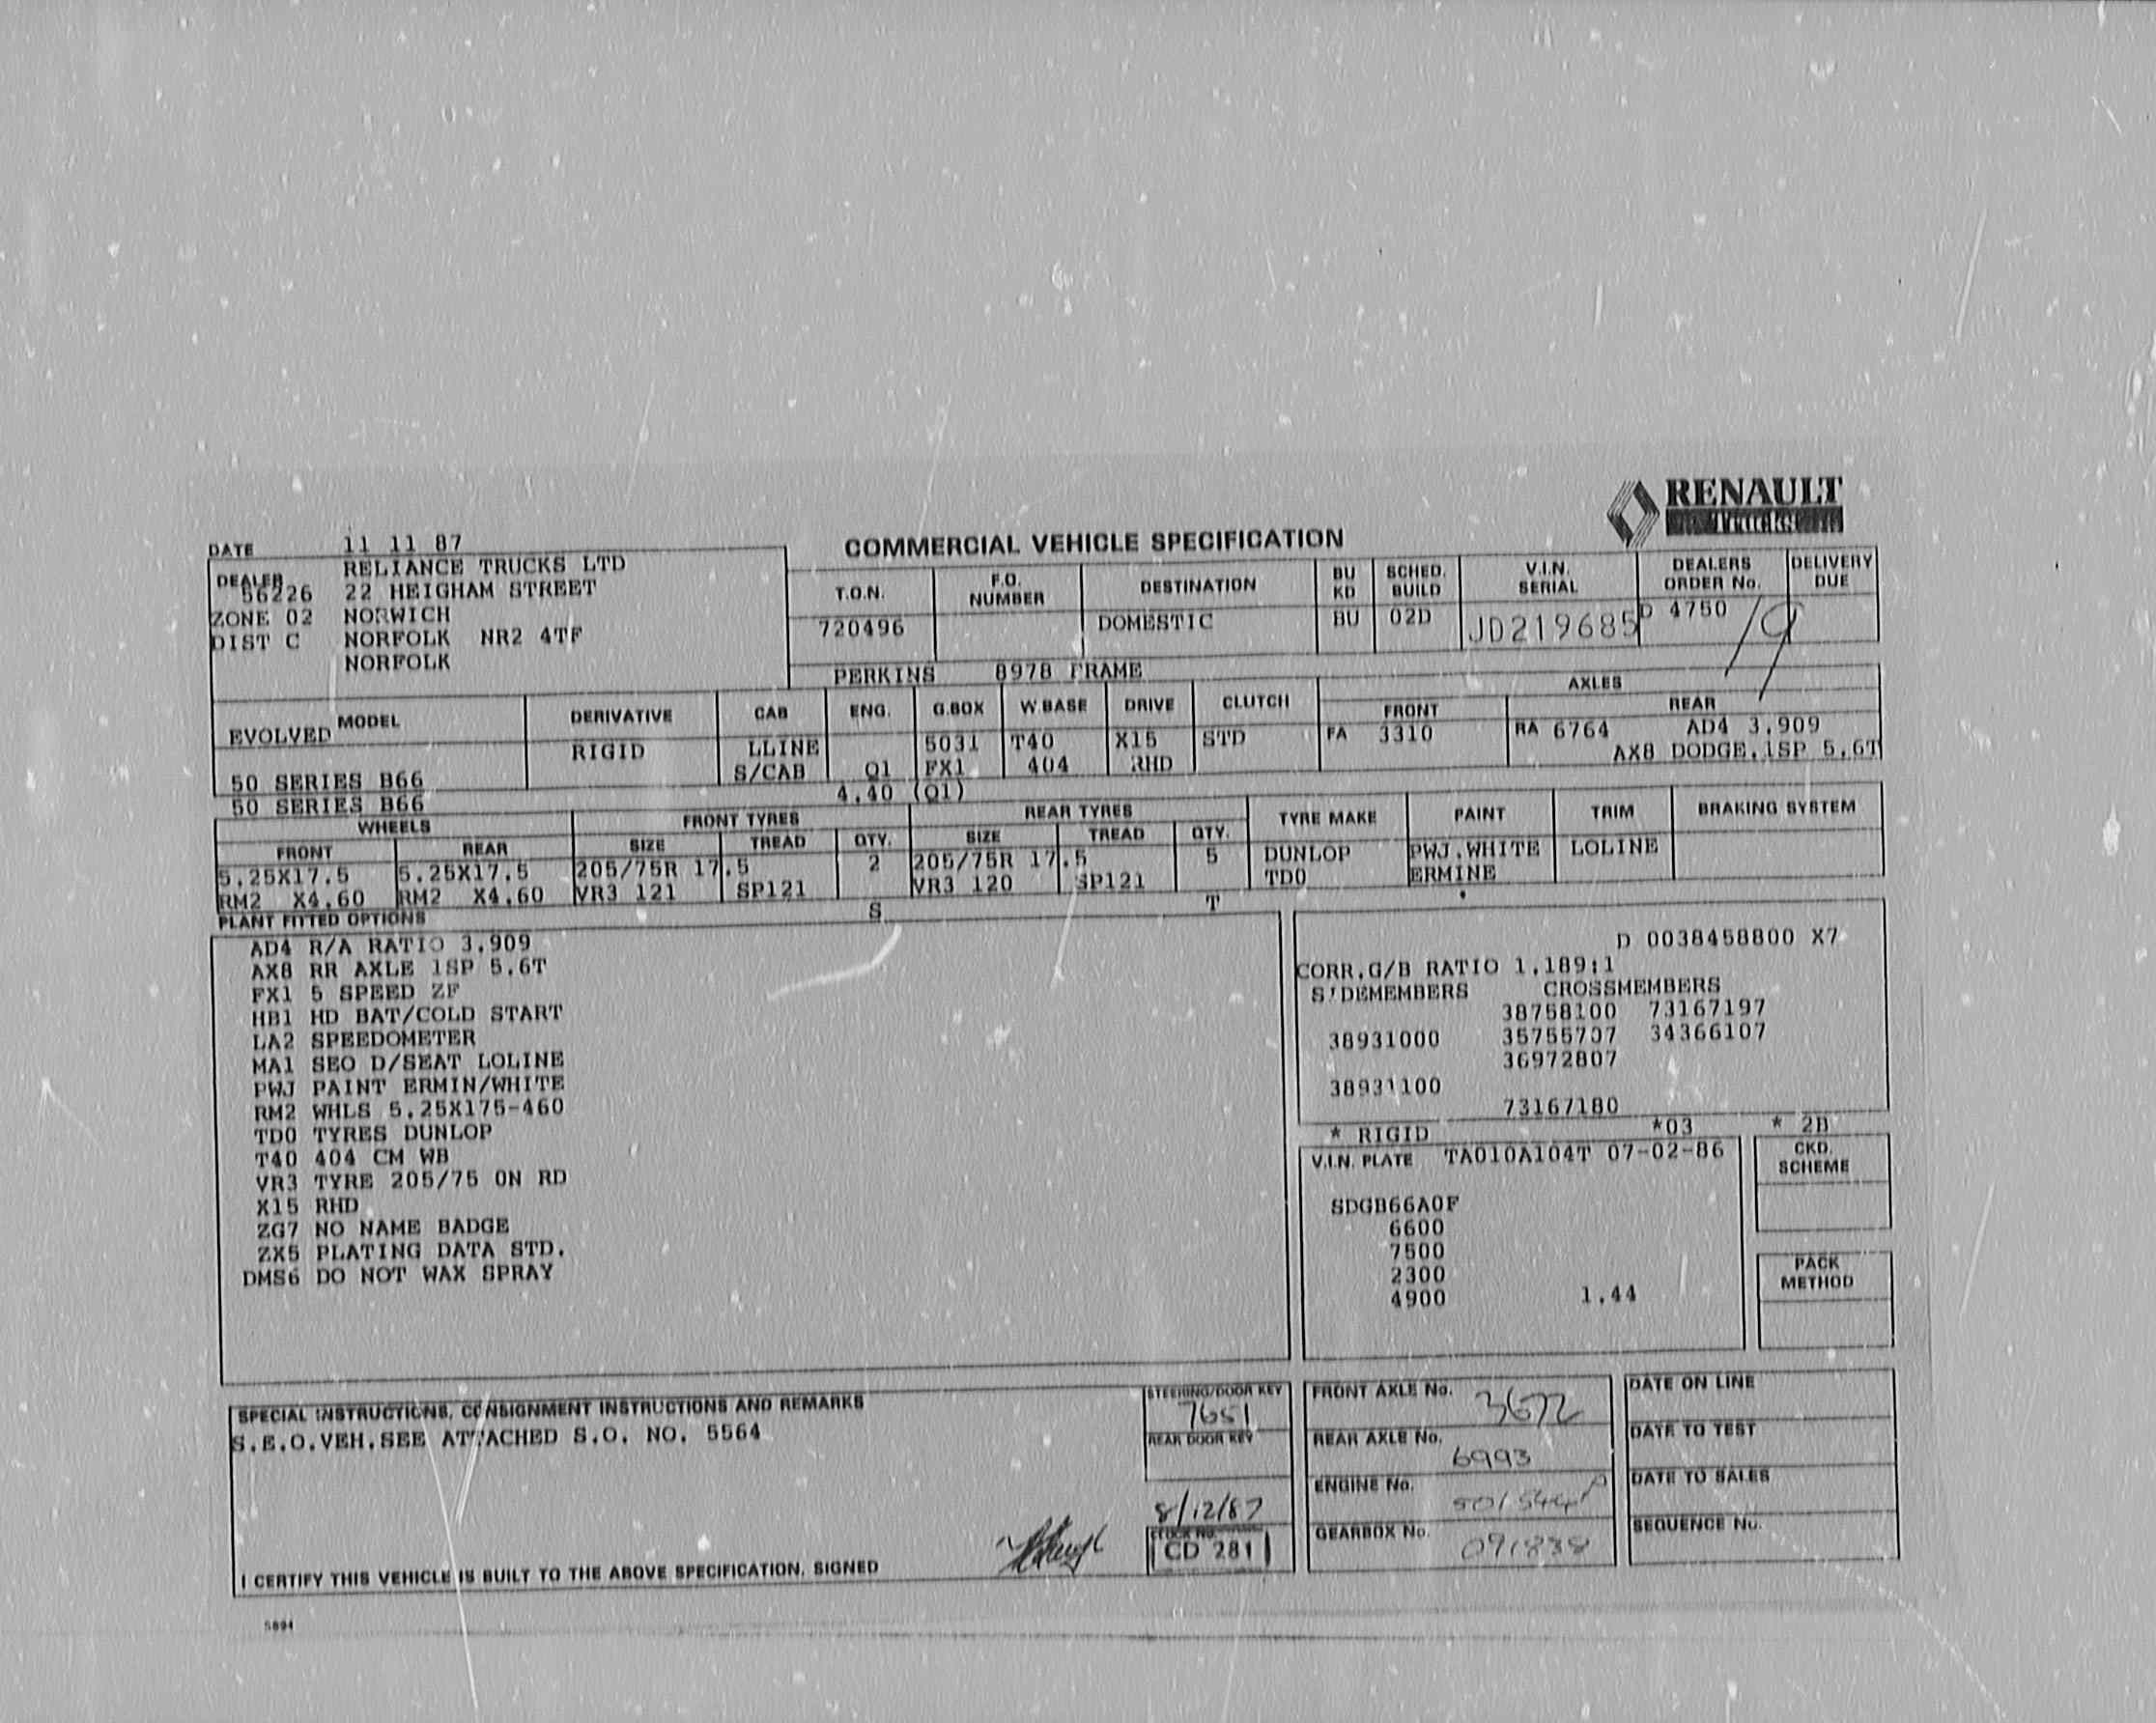 RENAULT
Trucks
COMMERCIAL VEHICLE SPECIFICATION
DATE 11 11 87
DEALER RELIANCE TRUCKS LTD
56226 22 HEIGHAM STREET
ZONE 02 NORWICH
DIST C NORFOLK NR2 4TF
NORFOLK
T.O.N. F.O. NUMBER DESTINATION BU KD SCHED. BUILD V.I.N. SERIAL DEALERS ORDER No. DELIVERY DUE
720496 DOMESTIC BU 02D JD219685 D 4750 19
PERKINS 8978 FRAME
MODEL DERIVATIVE CAB ENG. G.BOX W.BASE DRIVE CLUTCH AXLES
FRONT REAR
EVOLVED RIGID LLINE 5031 T40 X15 STD FA 3310 RA 6764 AD4 3.909
50 SERIES B66 S/CAB Q1 FX1 404 RHD AX8 DODGE.1SP 5.6T
50 SERIES B66 4.40 (Q1)
WHEELS FRONT TYRES REAR TYRES TYRE MAKE PAINT TRIM BRAKING SYSTEM
FRONT REAR SIZE TREAD QTY. SIZE TREAD QTY.
5.25X17.5 5.25X17.5 205/75R 17.5 2 205/75R 17.5 5 DUNLOP PWJ.WHITE LOLINE
RM2 X4.60 RM2 X4.60 VR3 121 SP121 VR3 120 SP121 TD0 ERMINE
PLANT FITTED OPTIONS S T
AD4 R/A RATIO 3.909
AX8 RR AXLE 1SP 5.6T
FX1 5 SPEED ZF
HB1 HD BAT/COLD START
LA2 SPEEDOMETER
MA1 SEO D/SEAT LOLINE
PWJ PAINT ERMIN/WHITE
RM2 WHLS 5.25X175-460
TD0 TYRES DUNLOP
T40 404 CM WB
VR3 TYRE 205/75 ON RD
X15 RHD
ZG7 NO NAME BADGE
ZX5 PLATING DATA STD.
DMS6 DO NOT WAX SPRAY
D 0038458800 X7
CORR.G/B RATIO 1.189:1
S'DEMEMBERS CROSSMEMBERS
38758100 73167197
38931000 35755707 34366107
36972807
38931100
73167180
* RIGID *03 * 2B
V.I.N. PLATE TA010A104T 07-02-86
SDGB66A0F
6600
7500
2300
4900 1.44
CKD. SCHEME
PACK METHOD
SPECIAL INSTRUCTIONS, CONSIGNMENT INSTRUCTIONS AND REMARKS
S.E.O.VEH.SEE ATTACHED S.O. NO. 5564
STEERING/DOOR KEY
7651
REAR DOOR KEY
8/12/87
STOCK No.
CD 281
I CERTIFY THIS VEHICLE IS BUILT TO THE ABOVE SPECIFICATION. SIGNED
FRONT AXLE No. 3672
REAR AXLE No. 6993
ENGINE No.
GEARBOX No. 091838
DATE ON LINE
DATE TO TEST
DATE TO SALES
SEQUENCE No.
5894